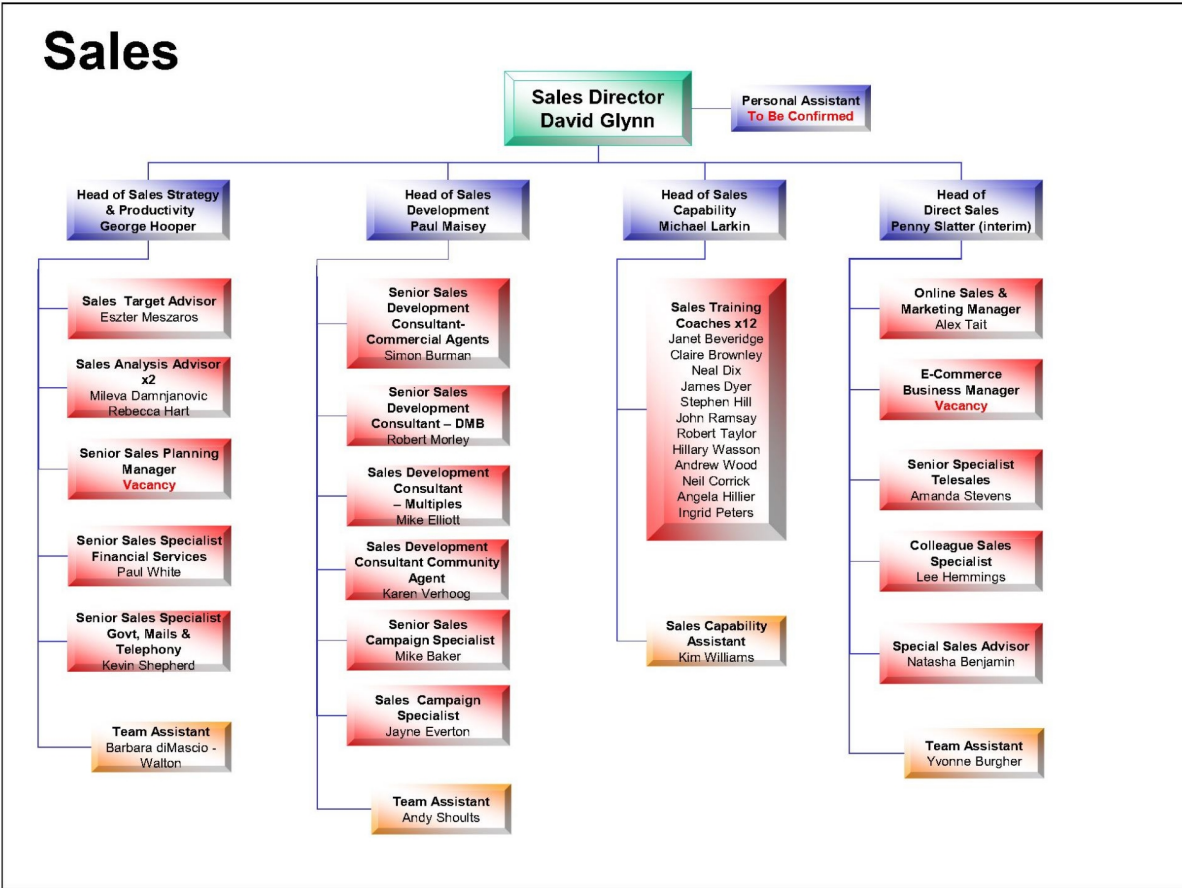 Sales
Sales Director
David Glynn
Personal Assistant
To Be Confirmed
Head of Sales Strategy
& Productivity
George Hooper
Head of Sales
Development
Paul Maisey
Head of Sales
Capability
Michael Larkin
Head of
Direct Sales
Penny Slatter (interim)
Sales Target Advisor
Eszter Meszaros
Sales Analysis Advisor
x2
Mileva Damnjanovic
Rebecca Hart
Senior Sales Planning
Manager
Vacancy
Senior Sales Specialist
Financial Services
Paul White
Senior Sales Specialist
Govt, Mails &
Telephony
Kevin Shepherd
Team Assistant
Barbara diMascio -
Walton
Senior Sales
Development
Consultant-
Commercial Agents
Simon Burman
Senior Sales
Development
Consultant – DMB
Robert Morley
Sales Development
Consultant
– Multiples
Mike Elliott
Sales Development
Consultant Community
Agent
Karen Verhoog
Senior Sales
Campaign Specialist
Mike Baker
Sales Campaign
Specialist
Jayne Everton
Team Assistant
Andy Shoults
Sales Training
Coaches x12
Janet Beveridge
Claire Brownley
Neal Dix
James Dyer
Stephen Hill
John Ramsay
Robert Taylor
Hillary Wasson
Andrew Wood
Neil Corrick
Angela Hillier
Ingrid Peters
Sales Capability
Assistant
Kim Williams
Online Sales &
Marketing Manager
Alex Tait
E-Commerce
Business Manager
Vacancy
Senior Specialist
Telesales
Amanda Stevens
Colleague Sales
Specialist
Lee Hemmings
Special Sales Advisor
Natasha Benjamin
Team Assistant
Yvonne Burgher